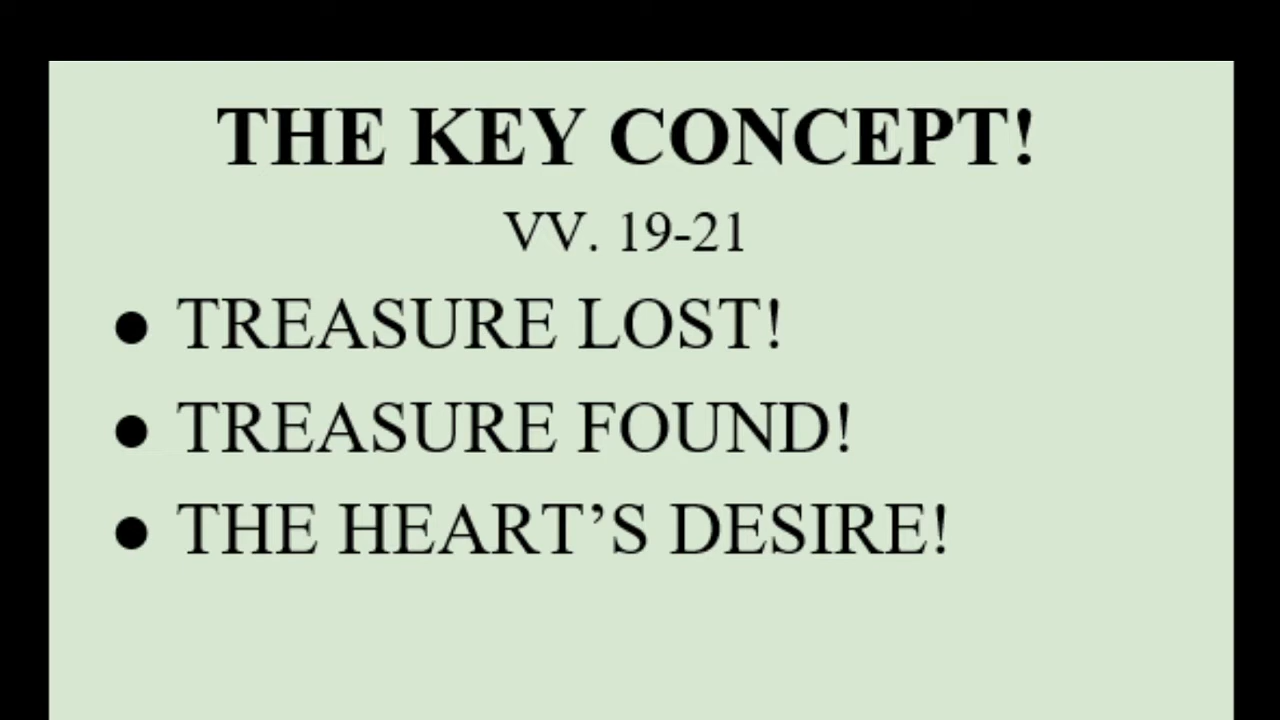 THE KEY CONCEPT!
VV. 19-21
● TREASURE LOST!
● TREASURE FOUND!
● THE HEART’S DESIRE!